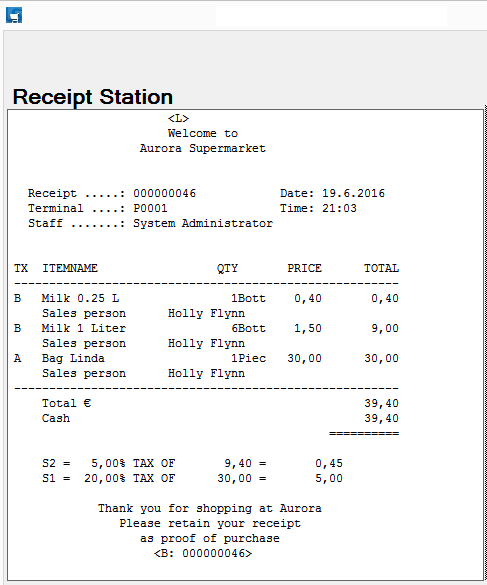 Receipt Station
<L>
Welcome to
Aurora Supermarket
Receipt .....: 000000046 Date: 19.6.2016
Terminal ....: P0001 Time: 21:03
Staff .......: System Administrator
TX ITEMNAME QTY PRICE TOTAL
-------------------------------------------------------
B Milk 0.25 L 1Bott 0,40 0,40
Sales person Holly Flynn
B Milk 1 Liter 6Bott 1,50 9,00
Sales person Holly Flynn
A Bag Linda 1Piec 30,00 30,00
Sales person Holly Flynn
-------------------------------------------------------
Total € 39,40
Cash 39,40
==========
S2 = 5,00% TAX OF 9,40 = 0,45
S1 = 20,00% TAX OF 30,00 = 5,00
Thank you for shopping at Aurora
Please retain your receipt
as proof of purchase
<B: 000000046>